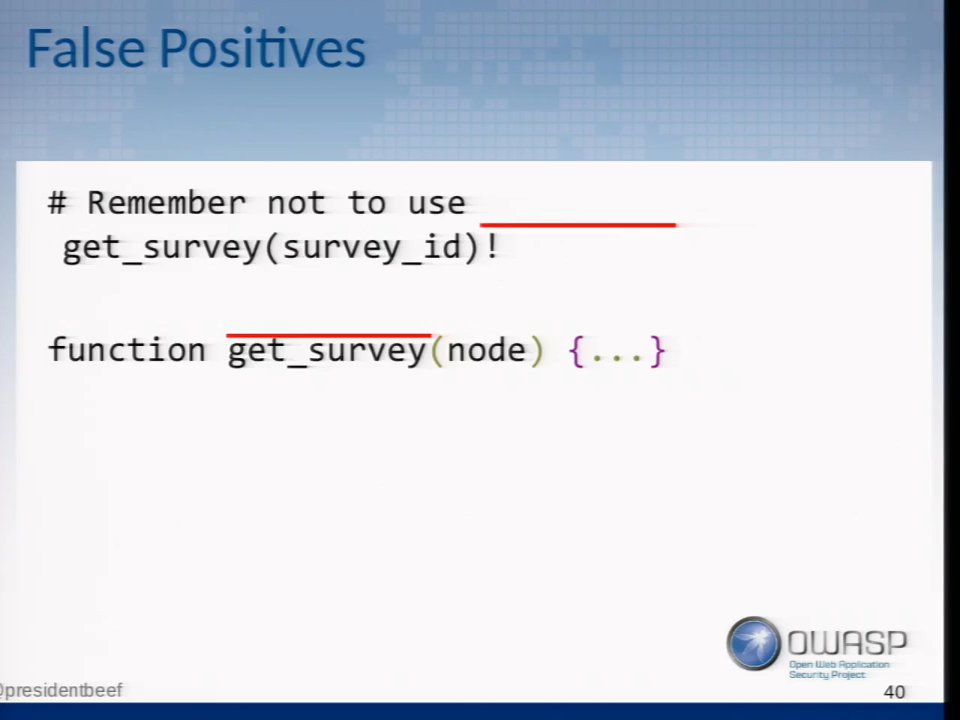 False Positives
# Remember not to use
get_survey(survey_id)!
function get_survey(node) {...}
OWASP
Open Web Application
Security Project
@presidentbeef
40